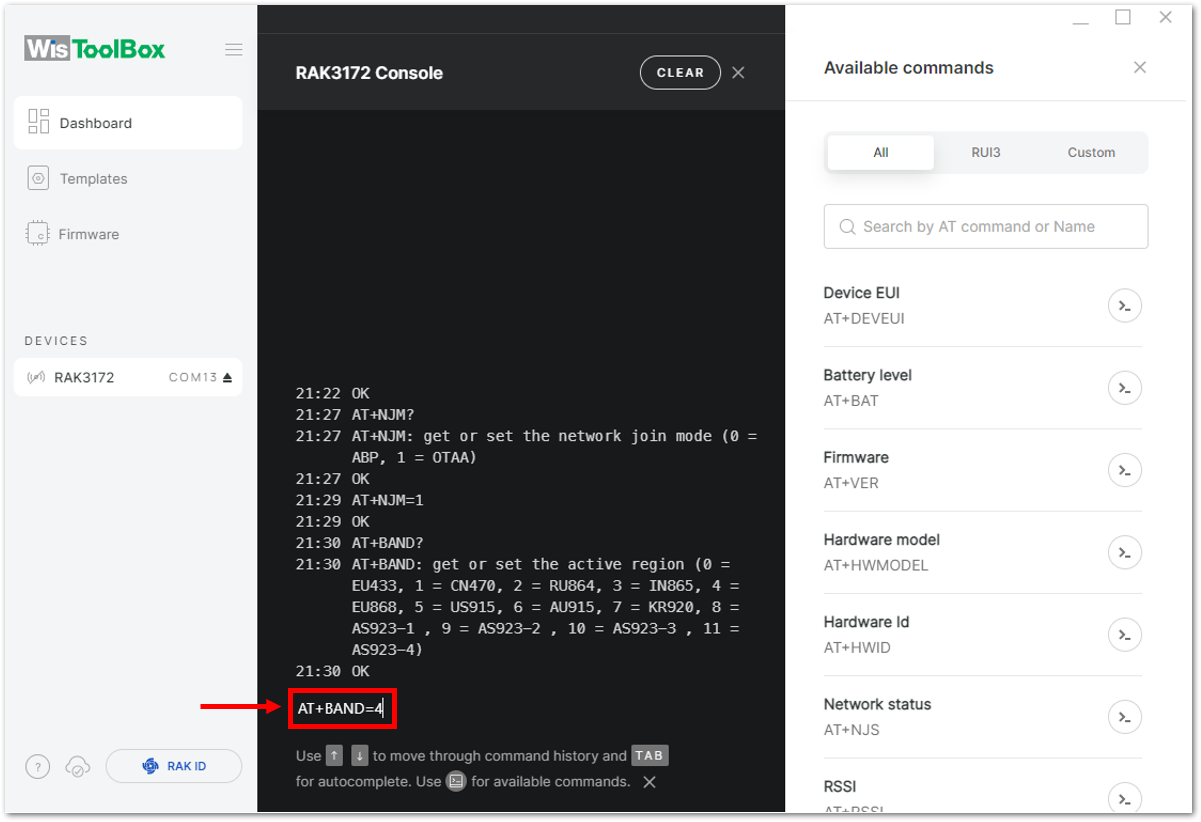 WisToolBox
Dashboard
Templates
Firmware
DEVICES
RAK3172 COM13
?
RAK ID
RAK3172 Console
CLEAR
21:22 OK
21:27 AT+NJM?
21:27 AT+NJM: get or set the network join mode (0 =
ABP, 1 = OTAA)
21:27 OK
21:29 AT+NJM=1
21:29 OK
21:30 AT+BAND?
21:30 AT+BAND: get or set the active region (0 =
EU433, 1 = CN470, 2 = RU864, 3 = IN865, 4 =
EU868, 5 = US915, 6 = AU915, 7 = KR920, 8 =
AS923-1 , 9 = AS923-2 , 10 = AS923-3 , 11 =
AS923-4)
21:30 OK
AT+BAND=4
Use ↑ ↓ to move through command history and TAB
for autocomplete. Use for available commands.
Available commands
All RUI3 Custom
Search by AT command or Name
Device EUI
AT+DEVEUI
Battery level
AT+BAT
Firmware
AT+VER
Hardware model
AT+HWMODEL
Hardware Id
AT+HWID
Network status
AT+NJS
RSSI
AT+RSSI